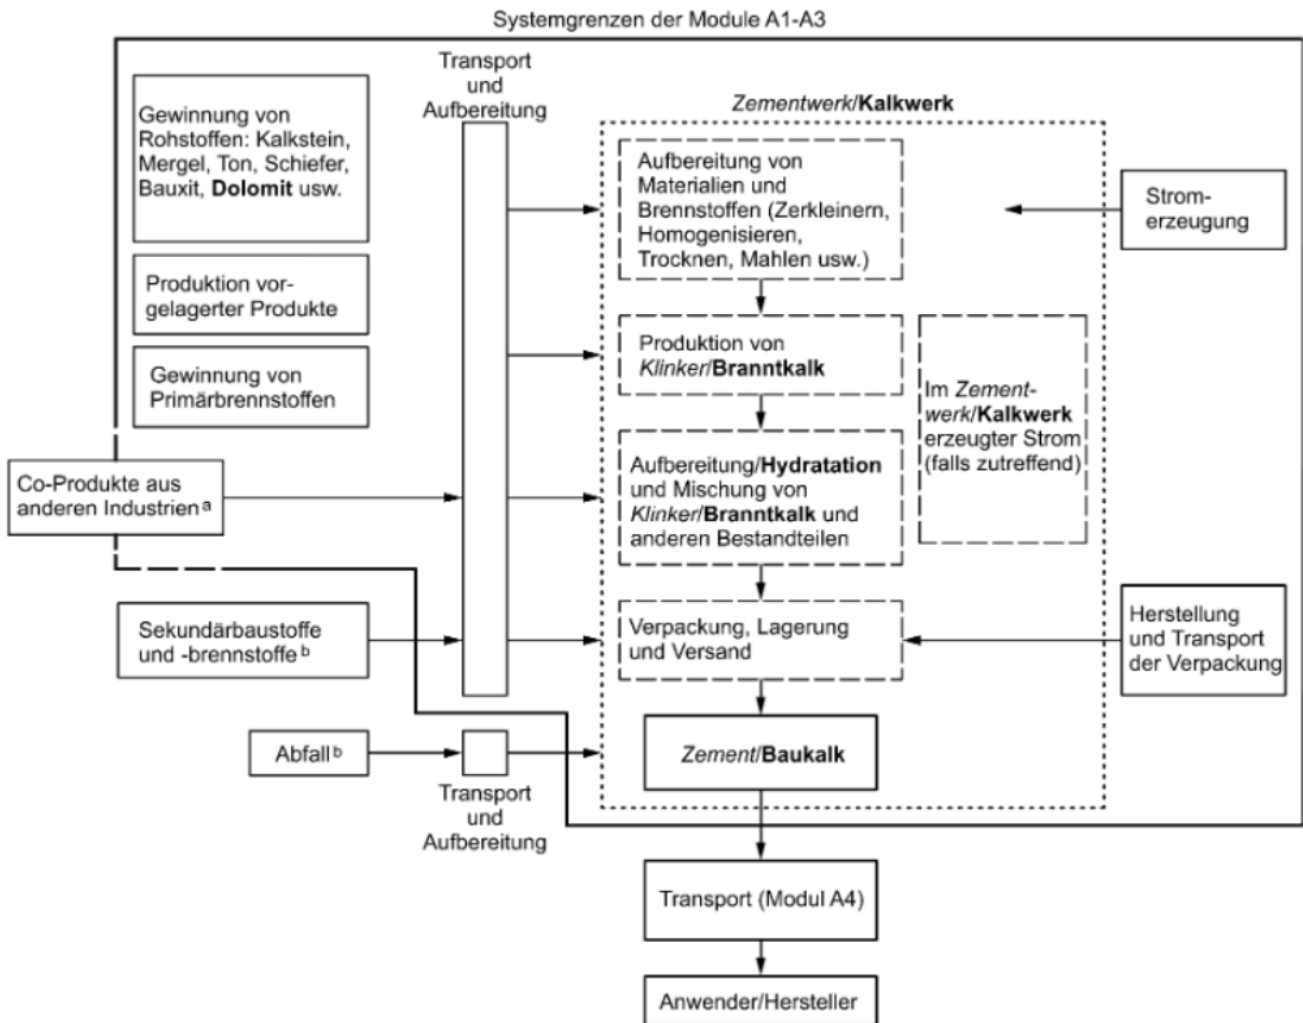 Systemgrenzen der Module A1-A3
Transport
und
Aufbereitung
Gewinnung von
Rohstoffen: Kalkstein,
Mergel, Ton, Schiefer,
Bauxit, Dolomit usw.
Produktion vor-
gelagerter Produkte
Gewinnung von
Primärbrennstoffen
Co-Produkte aus
anderen Industrien a
Sekundärbaustoffe
und -brennstoffe b
Abfall b
Transport
und
Aufbereitung
Zementwerk/Kalkwerk
Aufbereitung von
Materialien und
Brennstoffen (Zerkleinern,
Homogenisieren,
Trocknen, Mahlen usw.)
Produktion von
Klinker/Branntkalk
Aufbereitung/Hydratation
und Mischung von
Klinker/Branntkalk und
anderen Bestandteilen
Verpackung, Lagerung
und Versand
Zement/Baukalk
Im Zement-
werk/Kalkwerk
erzeugter Strom
(falls zutreffend)
Strom-
erzeugung
Herstellung
und Transport
der Verpackung
Transport (Modul A4)
Anwender/Hersteller